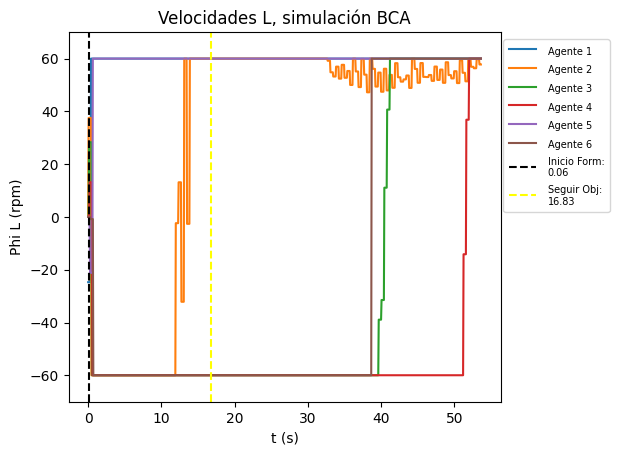 Velocidades L, simulación BCA
Phi L (rpm)
60
40
20
0
−20
−40
−60
0
10
20
30
40
50
t (s)
Agente 1
Agente 2
Agente 3
Agente 4
Agente 5
Agente 6
Inicio Form:
0.06
Seguir Obj:
16.83